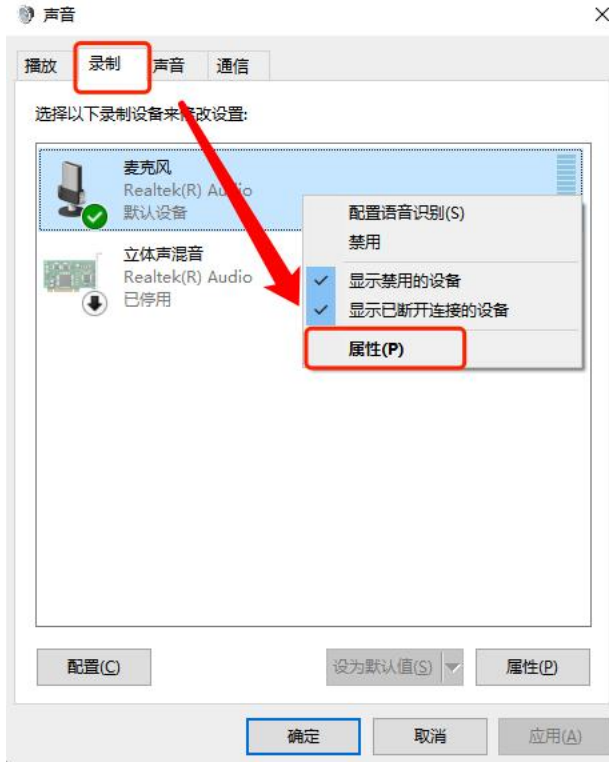 声音
播放 录制 声音 通信
选择以下录制设备来修改设置:
麦克风
Realtek(R) Audio
默认设备
立体声混音
Realtek(R) Audio
已停用
配置语音识别(S)
禁用
显示禁用的设备
显示已断开连接的设备
属性(P)
配置(C) 设为默认值(S) 属性(P)
确定 取消 应用(A)